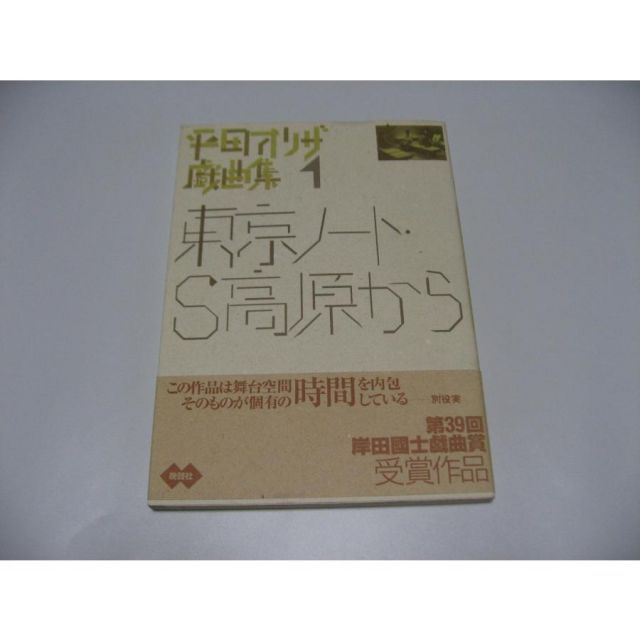 平田オリザ
戯曲集 1
東京ノート・
S高原から
この作品は舞台空間
そのものが個有の
時間
を内包
している
別役実
第39回
岸田國士戯曲賞
受賞作品
晩聲社